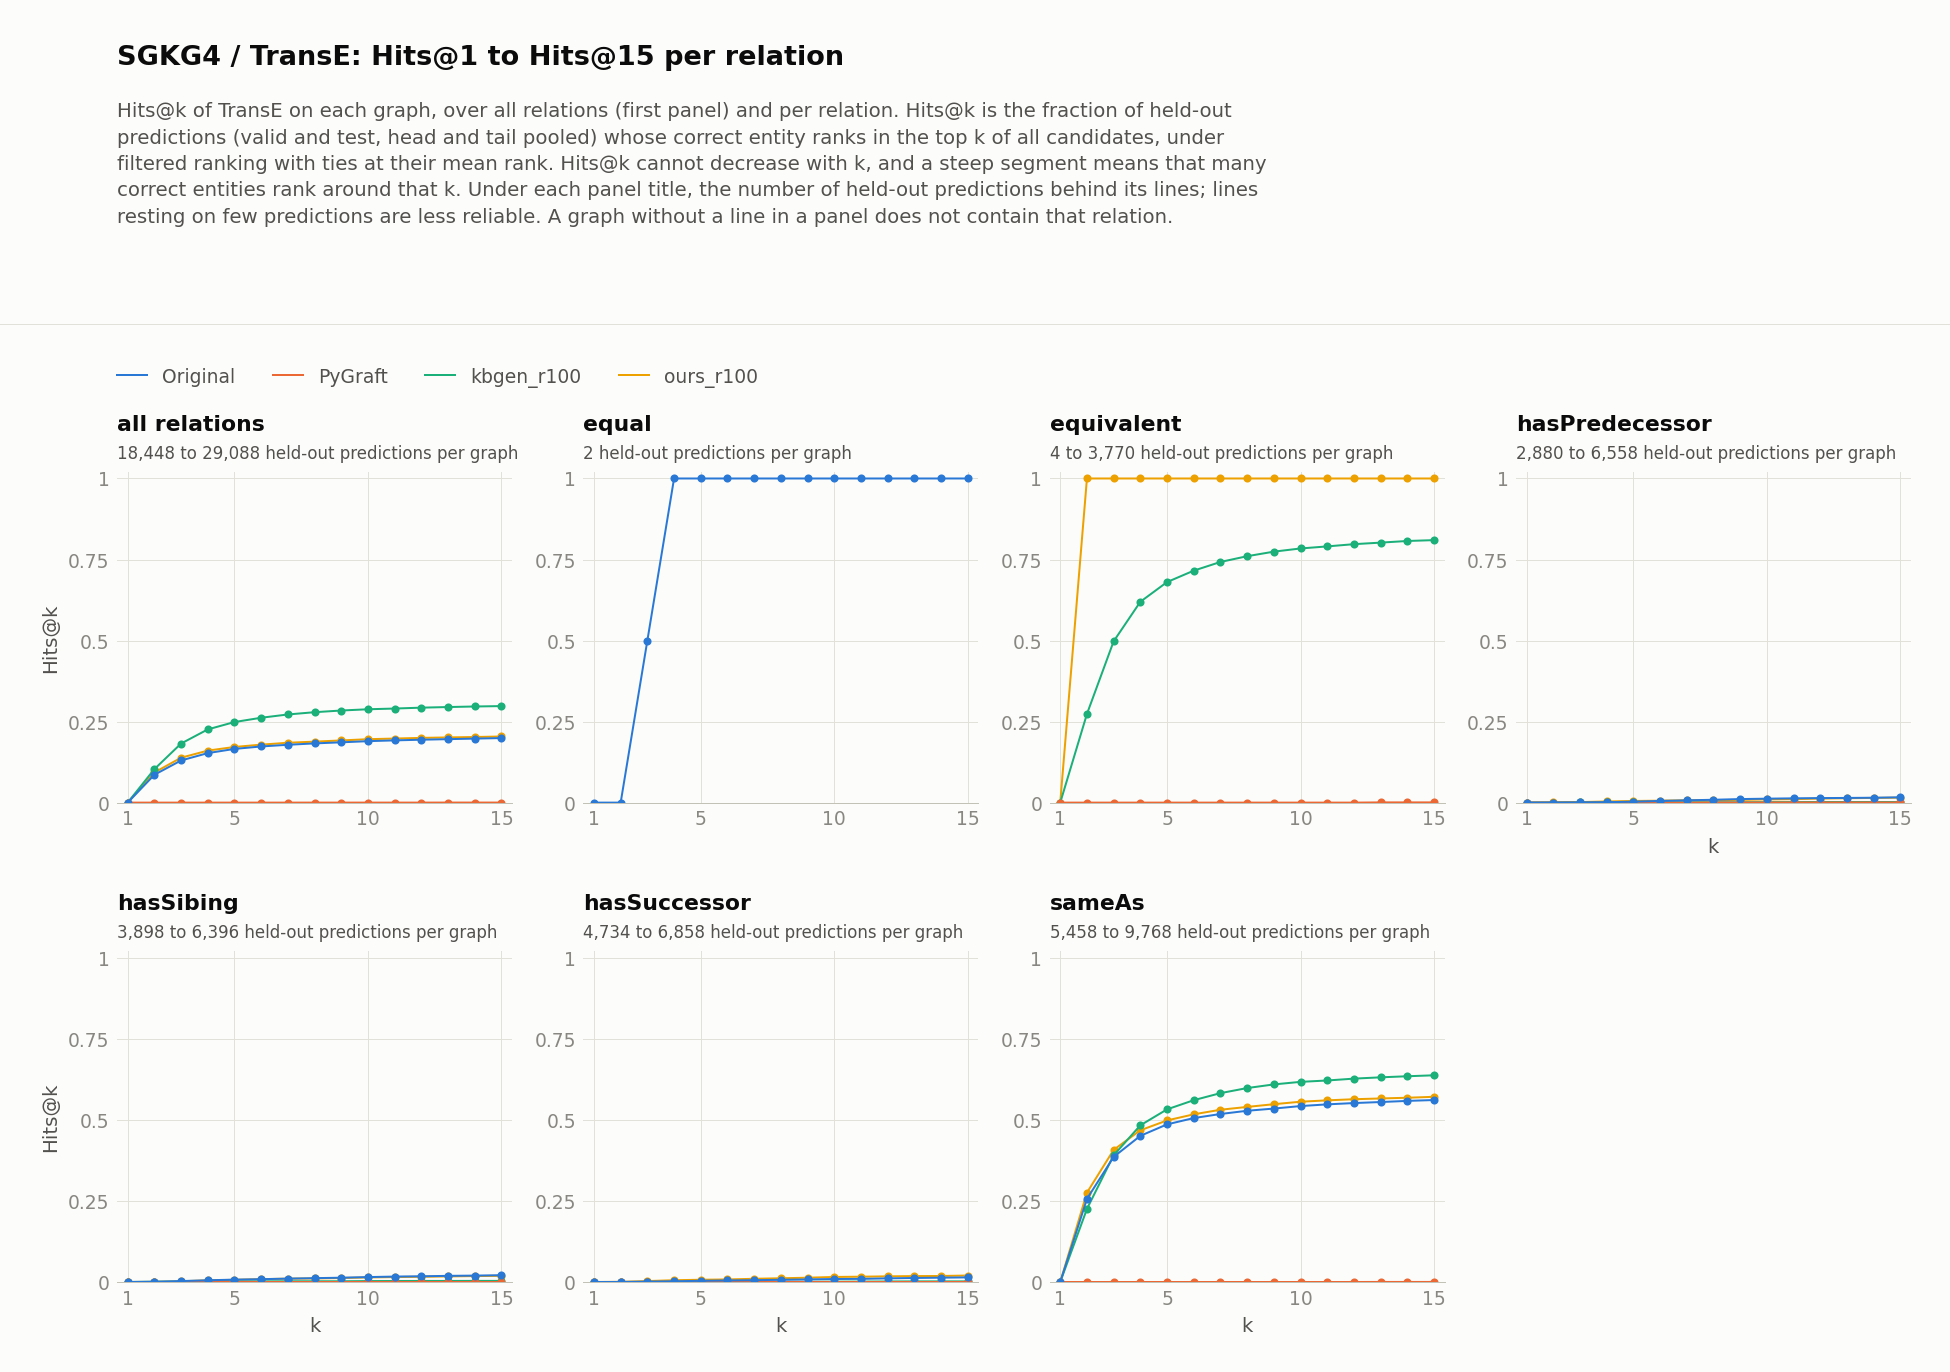 SGKG4 / TransE: Hits@1 to Hits@15 per relation
Hits@k of TransE on each graph, over all relations (first panel) and per relation. Hits@k is the fraction of held-out
predictions (valid and test, head and tail pooled) whose correct entity ranks in the top k of all candidates, under
filtered ranking with ties at their mean rank. Hits@k cannot decrease with k, and a steep segment means that many
correct entities rank around that k. Under each panel title, the number of held-out predictions behind its lines; lines
resting on few predictions are less reliable. A graph without a line in a panel does not contain that relation.
Original PyGraft kbgen_r100 ours_r100
all relations
18,448 to 29,088 held-out predictions per graph
Hits@k
1
0.75
0.5
0.25
0
1 5 10 15
equal
2 held-out predictions per graph
1
0.75
0.5
0.25
0
1 5 10 15
equivalent
4 to 3,770 held-out predictions per graph
1
0.75
0.5
0.25
0
1 5 10 15
hasPredecessor
2,880 to 6,558 held-out predictions per graph
1
0.75
0.5
0.25
0
1 5 10 15
k
hasSibing
3,898 to 6,396 held-out predictions per graph
Hits@k
1
0.75
0.5
0.25
0
1 5 10 15
k
hasSuccessor
4,734 to 6,858 held-out predictions per graph
1
0.75
0.5
0.25
0
1 5 10 15
k
sameAs
5,458 to 9,768 held-out predictions per graph
1
0.75
0.5
0.25
0
1 5 10 15
k